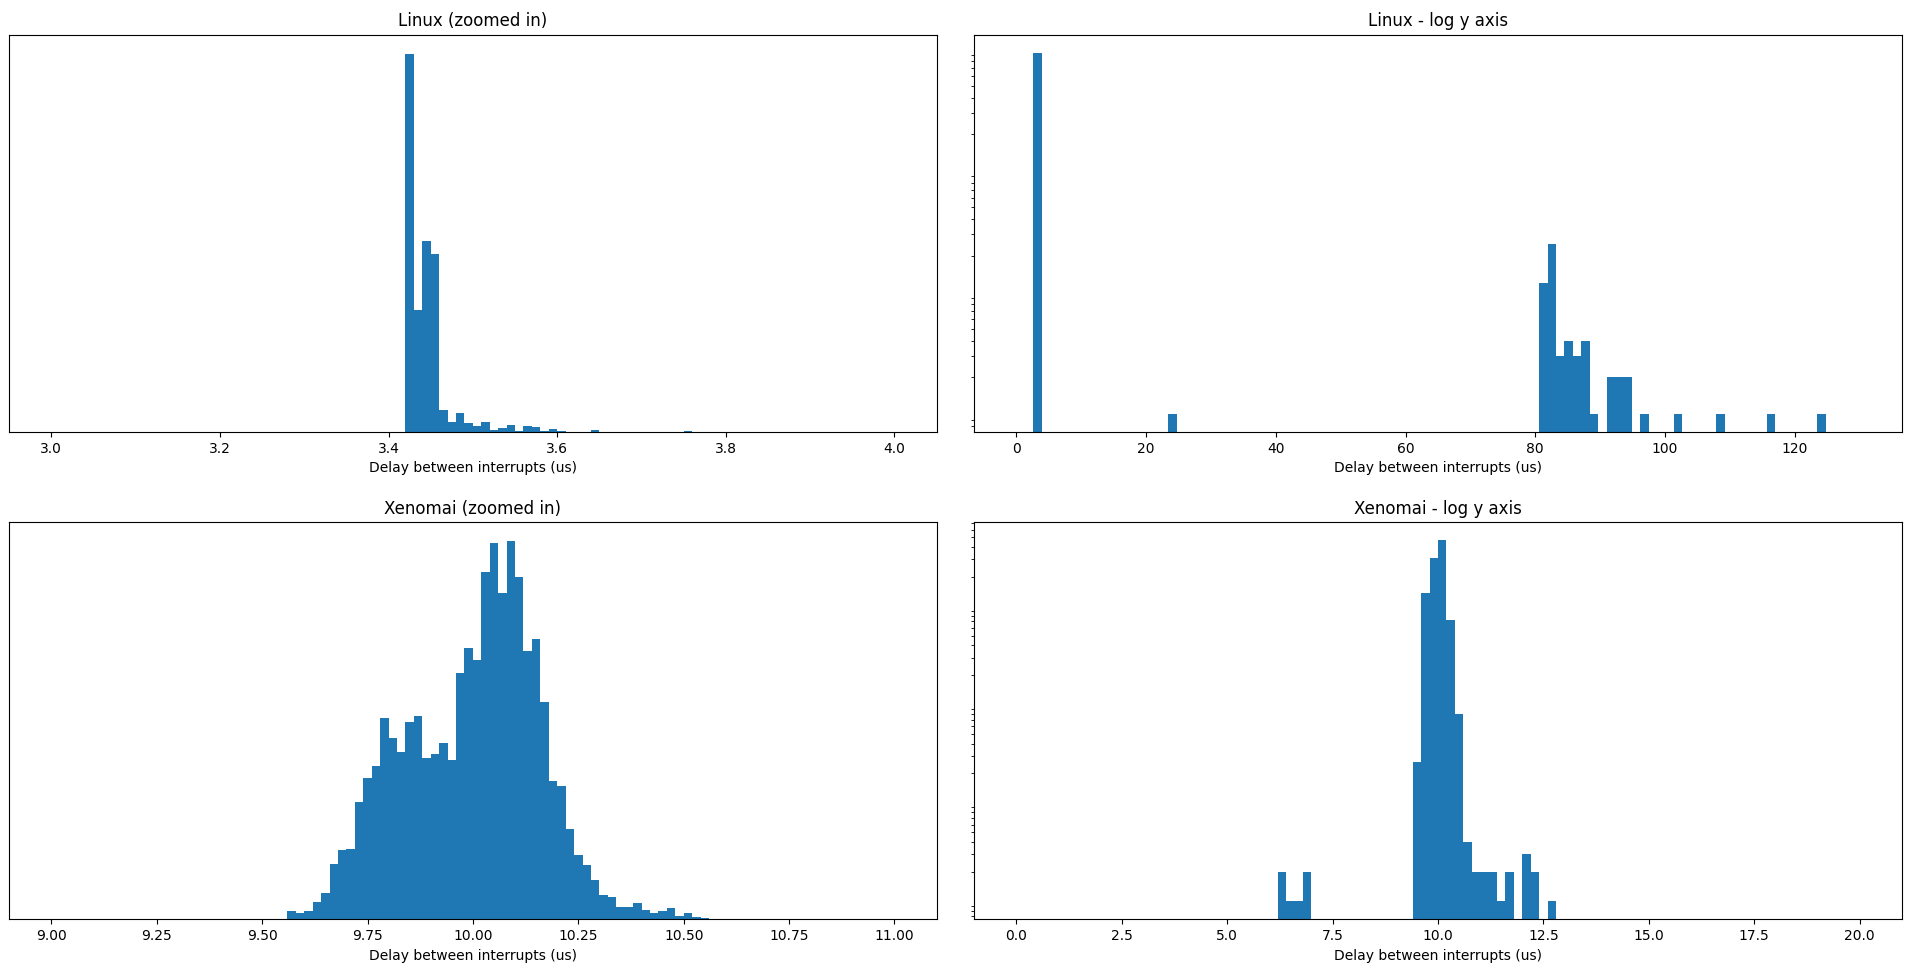 Linux (zoomed in)
3.0 3.2 3.4 3.6 3.8 4.0
Delay between interrupts (us)
Linux - log y axis
0 20 40 60 80 100 120
Delay between interrupts (us)
Xenomai (zoomed in)
9.00 9.25 9.50 9.75 10.00 10.25 10.50 10.75 11.00
Delay between interrupts (us)
Xenomai - log y axis
0.0 2.5 5.0 7.5 10.0 12.5 15.0 17.5 20.0
Delay between interrupts (us)